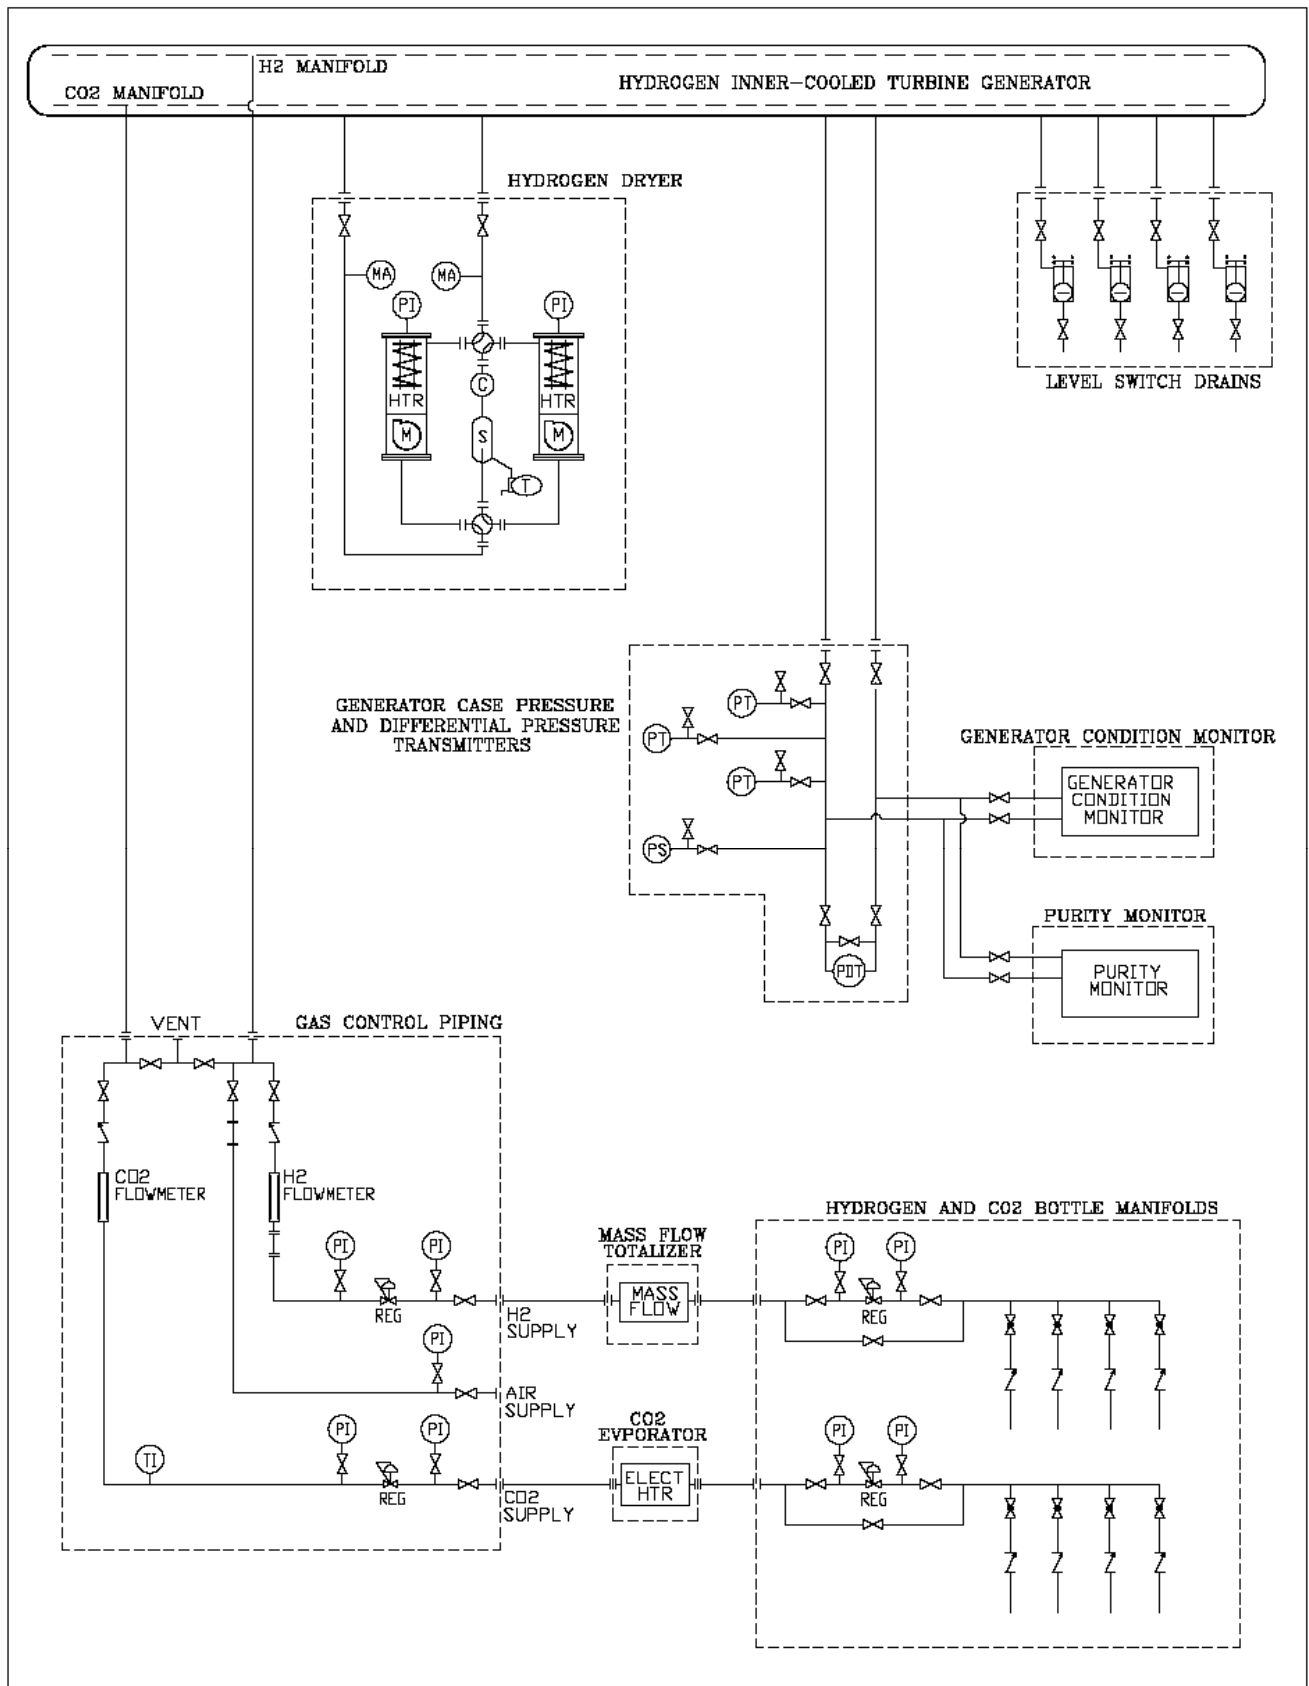 H2 MANIFOLD
CO2 MANIFOLD
HYDROGEN INNER-COOLED TURBINE GENERATOR
HYDROGEN DRYER
MA
MA
PI
PI
C
HTR
HTR
M
S
M
T
LEVEL SWITCH DRAINS
GENERATOR CASE PRESSURE
AND DIFFERENTIAL PRESSURE
TRANSMITTERS
PT
PT
PT
PS
PDT
GENERATOR CONDITION MONITOR
GENERATOR
CONDITION
MONITOR
PURITY MONITOR
PURITY
MONITOR
VENT
GAS CONTROL PIPING
CO2
FLOWMETER
H2
FLOWMETER
PI
PI
REG
H2
SUPPLY
PI
AIR
SUPPLY
TI
PI
PI
REG
CO2
SUPPLY
MASS FLOW
TOTALIZER
MASS
FLOW
CO2
EVPORATOR
ELECT
HTR
HYDROGEN AND CO2 BOTTLE MANIFOLDS
PI
PI
REG
PI
PI
REG